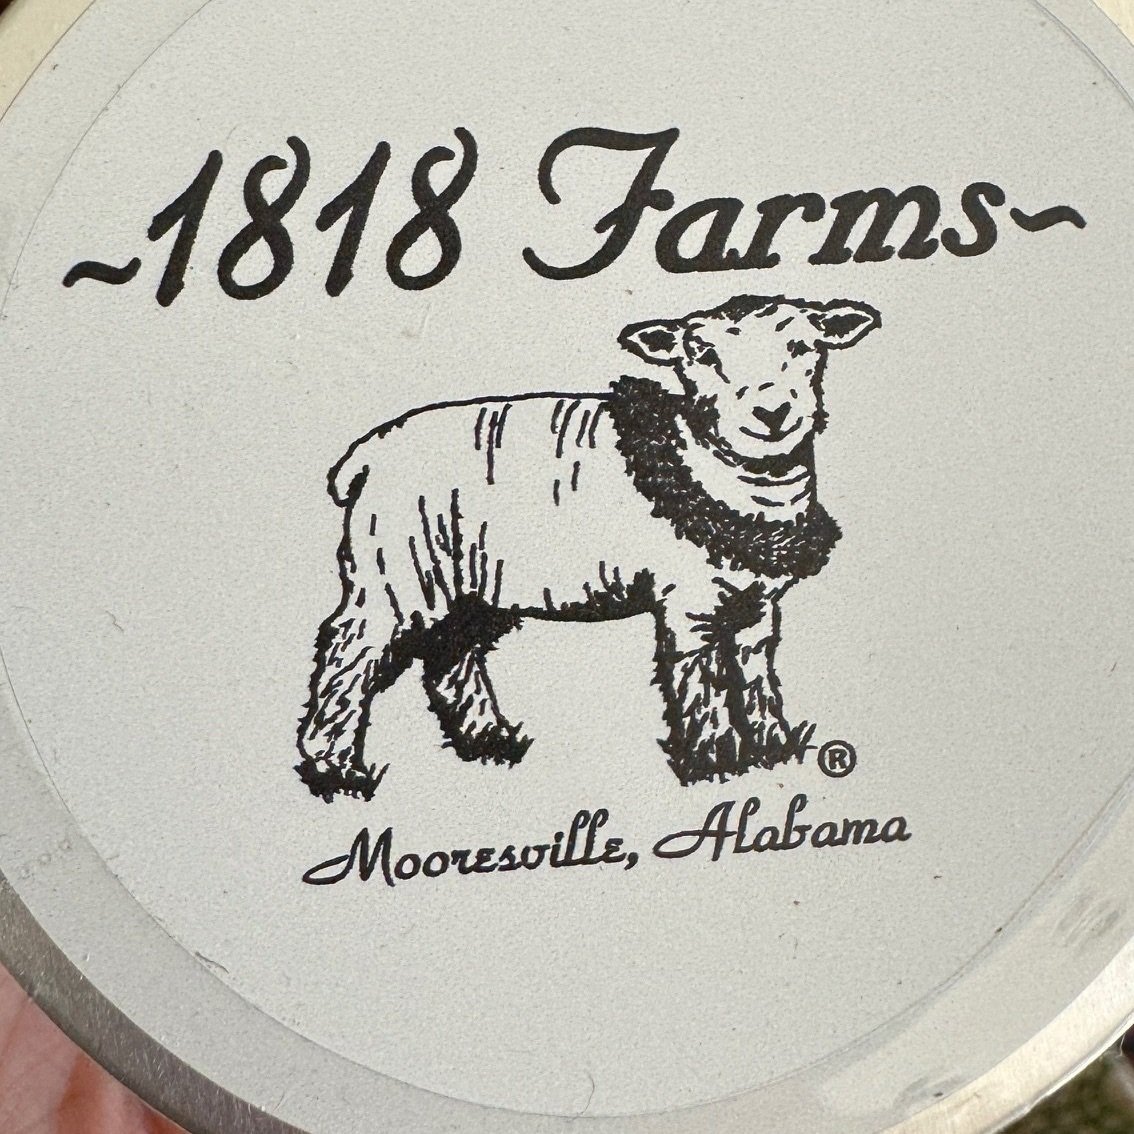 ~1818 Farms~
®
Mooresville, Alabama